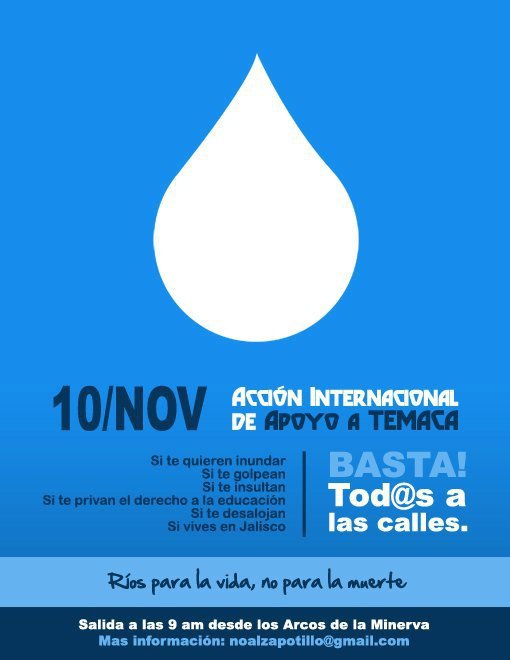 10/NOV
Acción Internacional
de Apoyo a TEMACA
Si te quieren inundar
Si te golpean
Si te insultan
Si te privan el derecho a la educación
Si te desalojan
Si vives en Jalisco
BASTA!
Tod@s a
las calles.
Ríos para la vida, no para la muerte
Salida a las 9 am desde los Arcos de la Minerva
Mas información: noalzapotillo@gmail.com